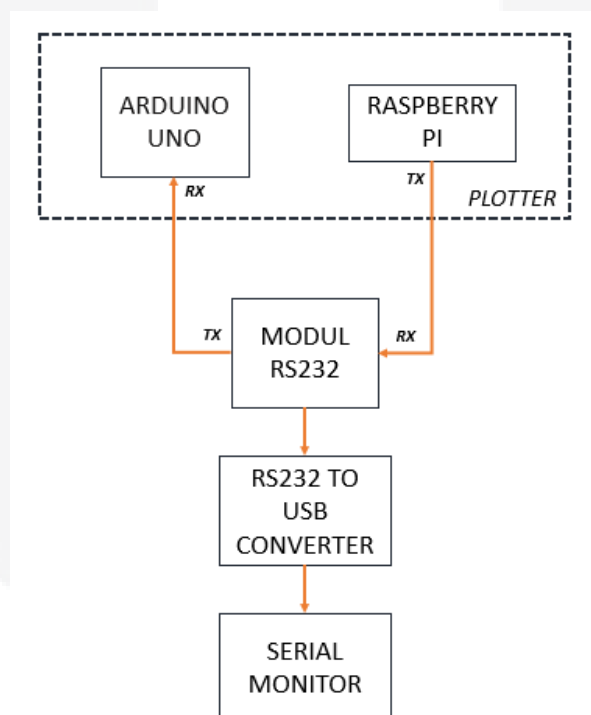 ARDUINO
UNO
RASPBERRY
PI
RX
TX
PLOTTER
TX
MODUL
RS232
RX
RS232 TO
USB
CONVERTER
SERIAL
MONITOR